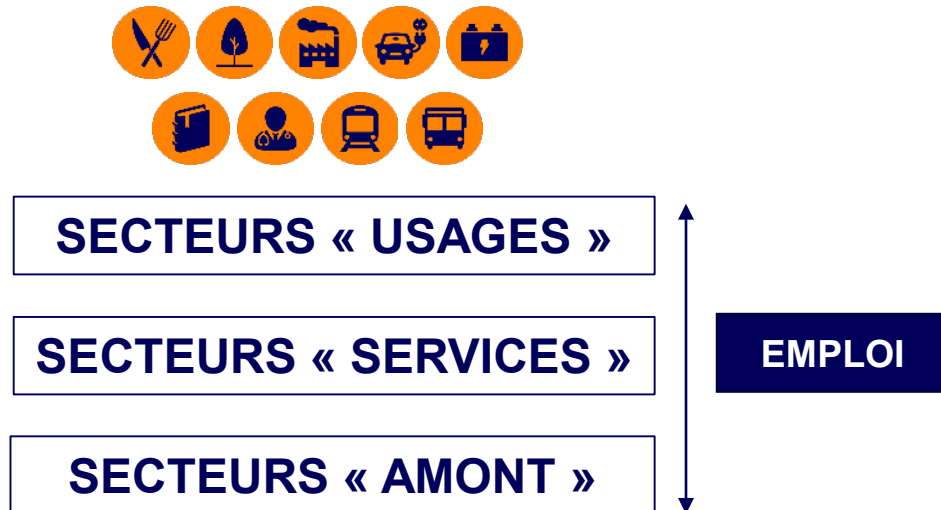 SECTEURS « USAGES »
SECTEURS « SERVICES »
EMPLOI
SECTEURS « AMONT »